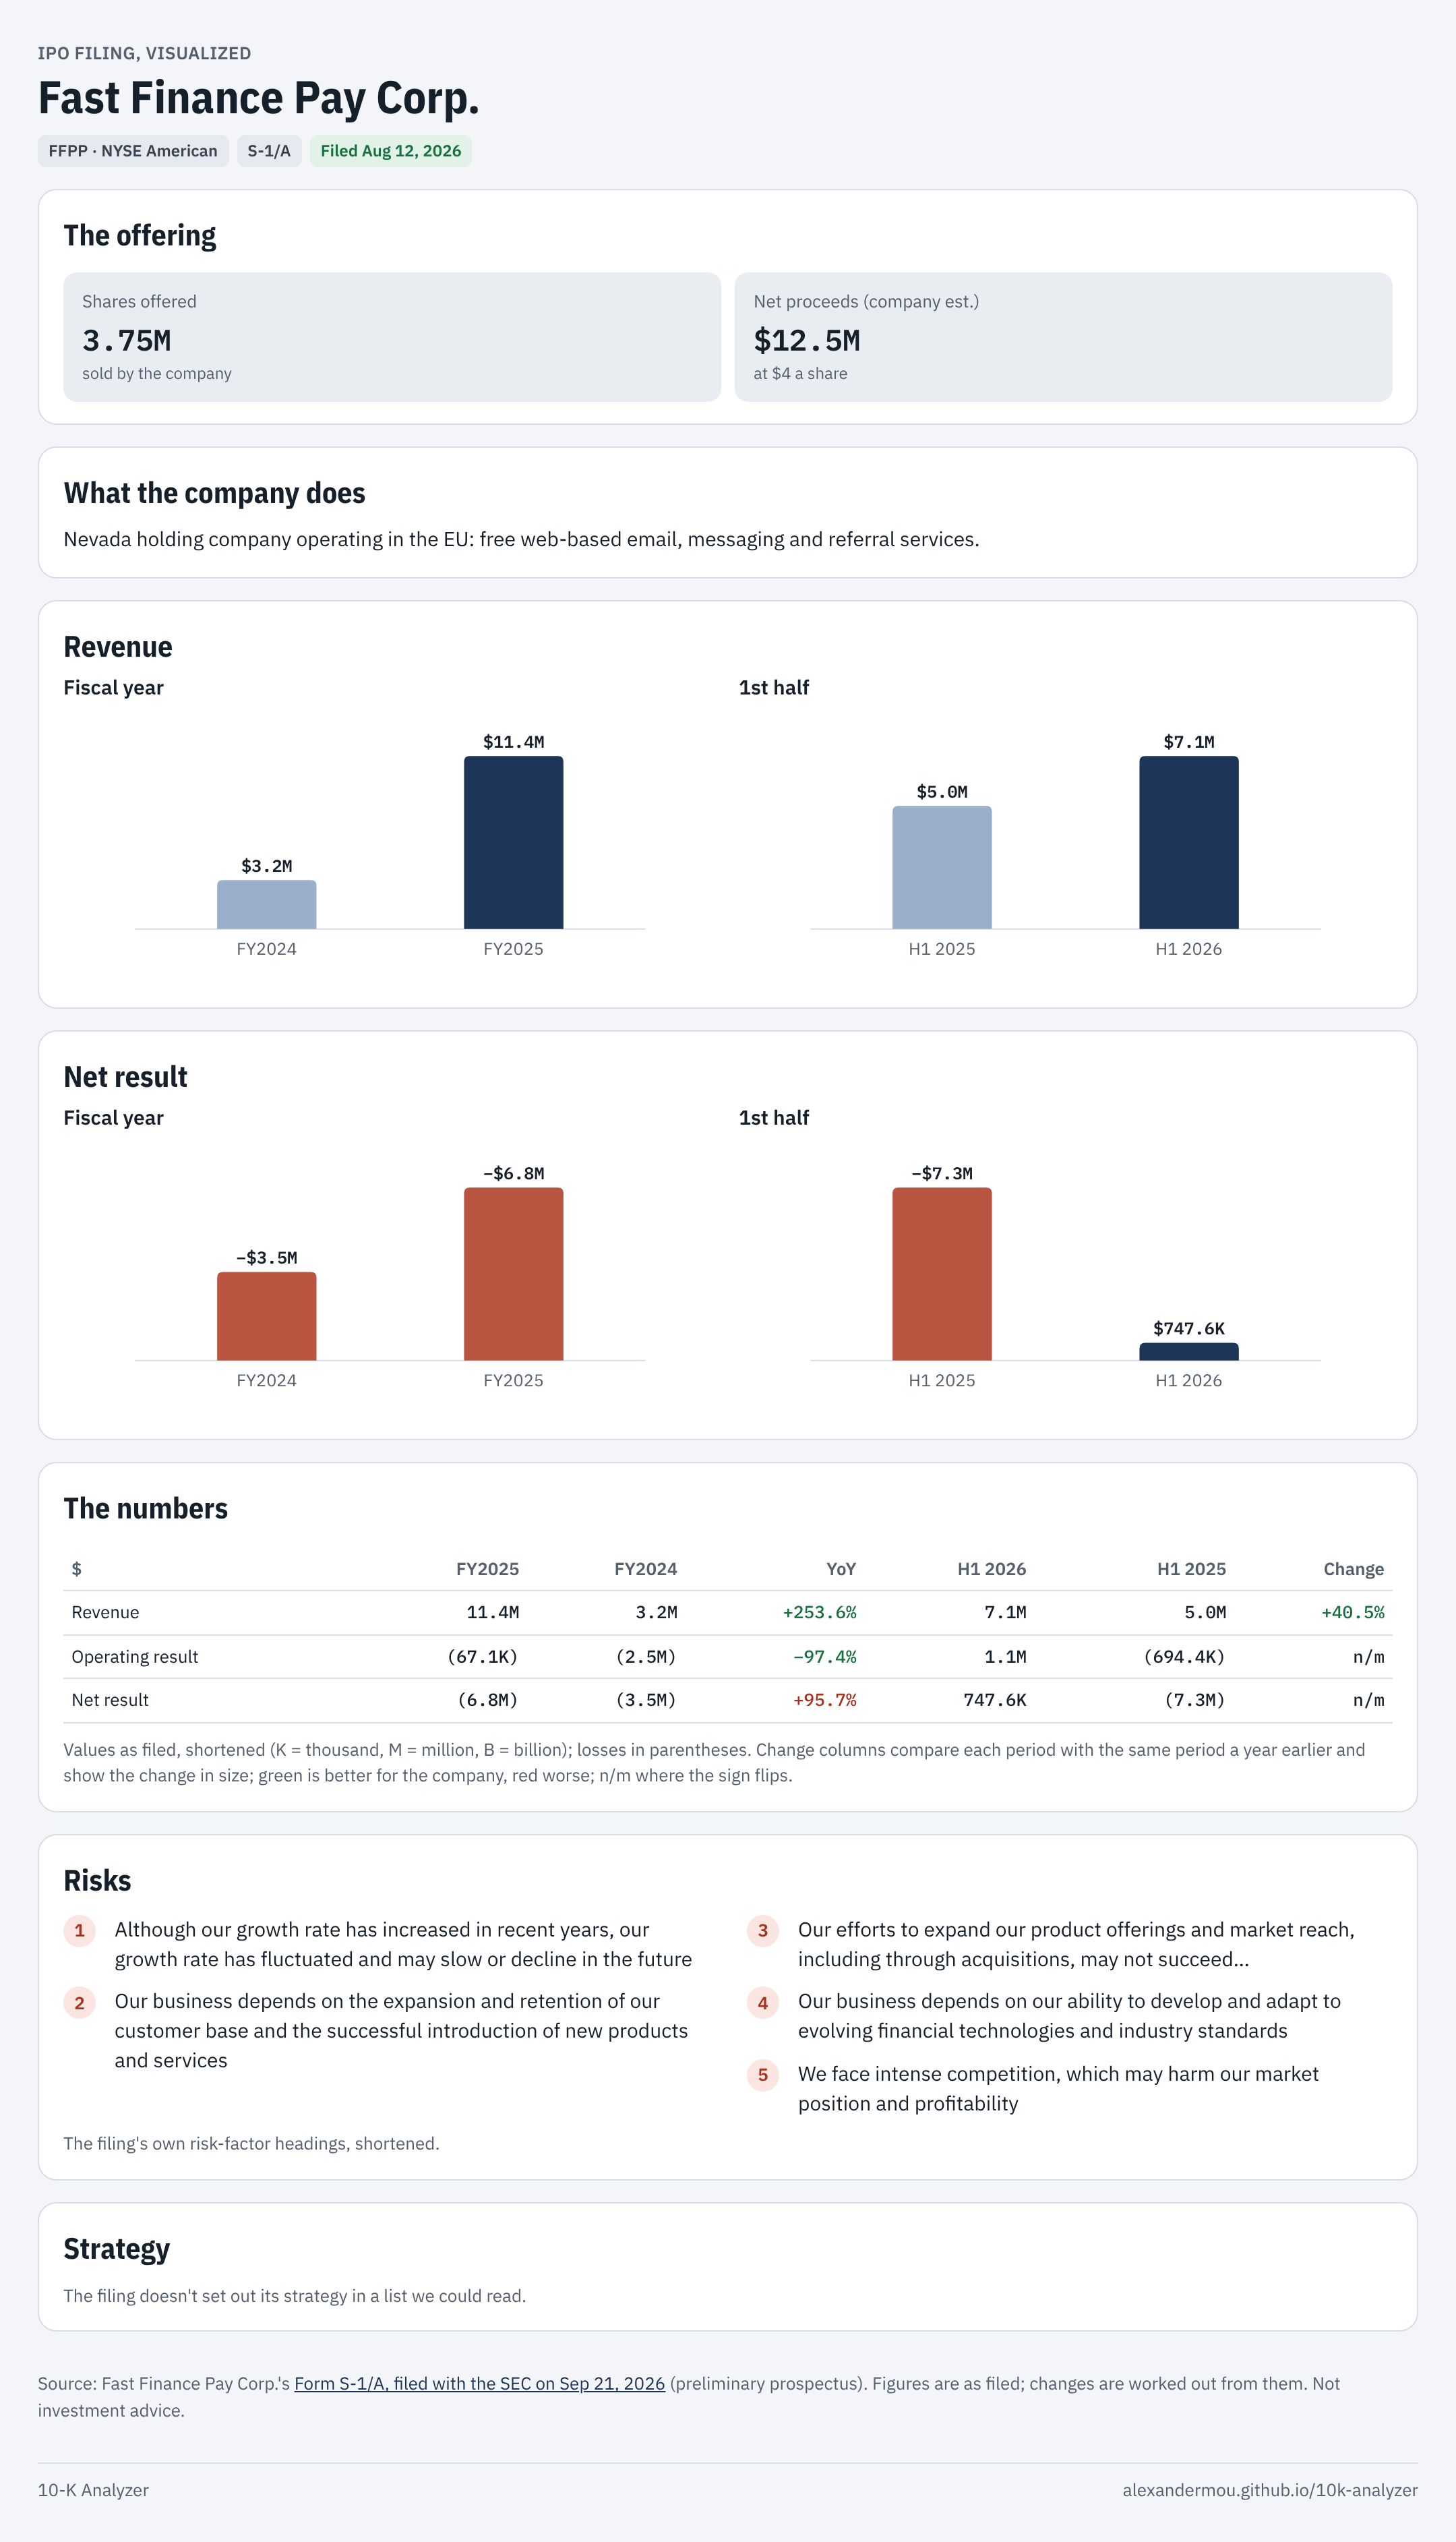 IPO FILING, VISUALIZED
Fast Finance Pay Corp.
FFPP · NYSE American
S-1/A
Filed Aug 12, 2026
The offering
Shares offered
3.75M
sold by the company
Net proceeds (company est.)
$12.5M
at $4 a share
What the company does
Nevada holding company operating in the EU: free web-based email, messaging and referral services.
Revenue
Fiscal year
$3.2M
$11.4M
FY2024
FY2025
1st half
$5.0M
$7.1M
H1 2025
H1 2026
Net result
Fiscal year
−$3.5M
−$6.8M
FY2024
FY2025
1st half
−$7.3M
$747.6K
H1 2025
H1 2026
The numbers
$ FY2025 FY2024 YoY H1 2026 H1 2025 Change
Revenue 11.4M 3.2M +253.6% 7.1M 5.0M +40.5%
Operating result (67.1K) (2.5M) −97.4% 1.1M (694.4K) n/m
Net result (6.8M) (3.5M) +95.7% 747.6K (7.3M) n/m
Values as filed, shortened (K = thousand, M = million, B = billion); losses in parentheses. Change columns compare each period with the same period a year earlier and
show the change in size; green is better for the company, red worse; n/m where the sign flips.
Risks
1 Although our growth rate has increased in recent years, our
growth rate has fluctuated and may slow or decline in the future
2 Our business depends on the expansion and retention of our
customer base and the successful introduction of new products
and services
3 Our efforts to expand our product offerings and market reach,
including through acquisitions, may not succeed…
4 Our business depends on our ability to develop and adapt to
evolving financial technologies and industry standards
5 We face intense competition, which may harm our market
position and profitability
The filing's own risk-factor headings, shortened.
Strategy
The filing doesn't set out its strategy in a list we could read.
Source: Fast Finance Pay Corp.'s Form S-1/A, filed with the SEC on Sep 21, 2026 (preliminary prospectus). Figures are as filed; changes are worked out from them. Not
investment advice.
10-K Analyzer
alexandermou.github.io/10k-analyzer